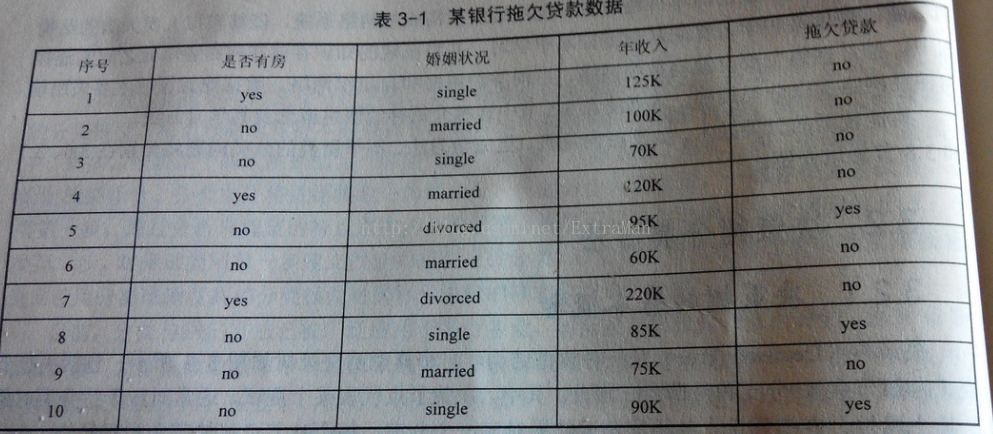 表 3-1 某银行拖欠贷款数据
序号 是否有房 婚姻状况 年收入 拖欠贷款
1 yes single 125K no
2 no married 100K no
3 no single 70K no
4 yes married 120K no
5 no divorced 95K yes
6 no married 60K no
7 yes divorced 220K no
8 no single 85K yes
9 no married 75K no
10 no single 90K yes
net/ExtraMan